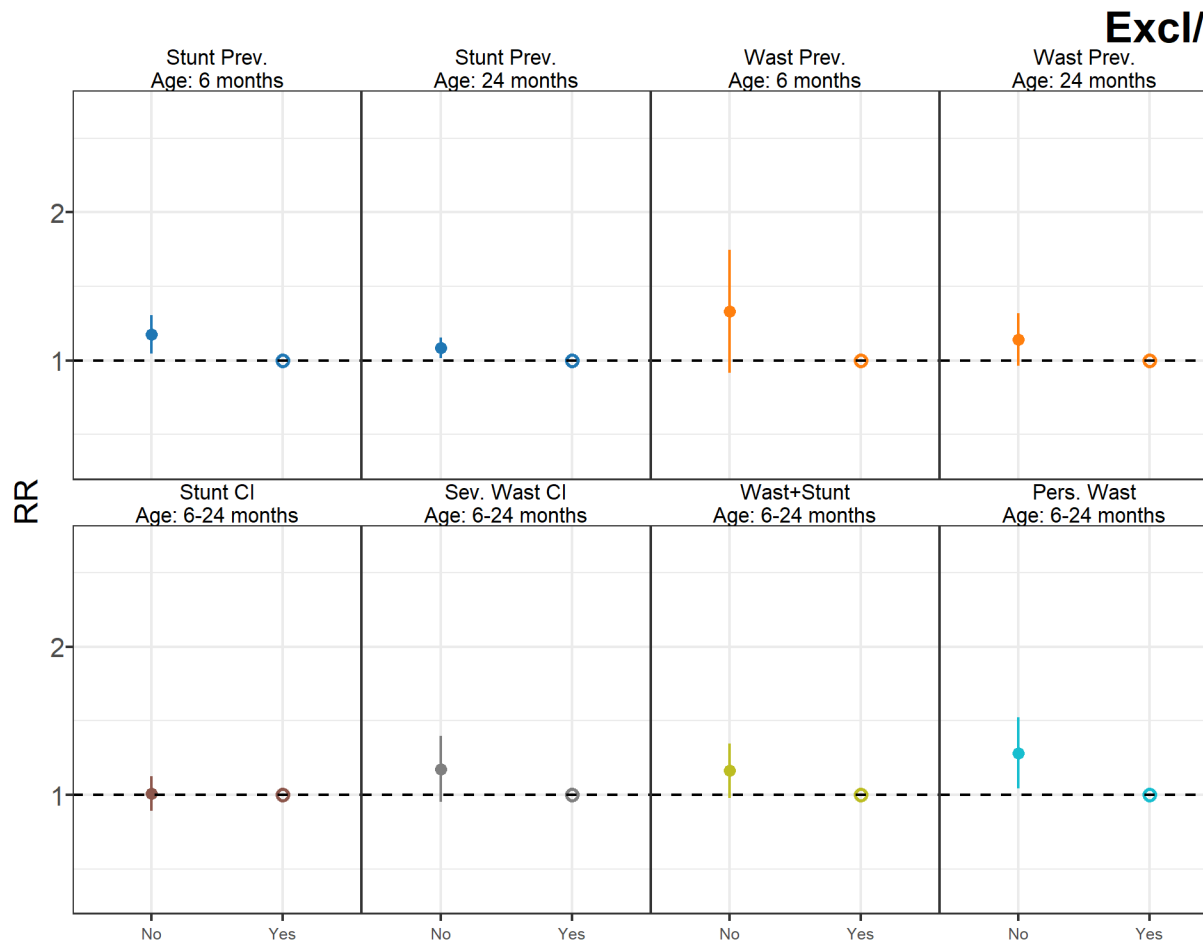 Excl/
Stunt Prev.
Age: 6 months
Stunt Prev.
Age: 24 months
Wast Prev.
Age: 6 months
Wast Prev.
Age: 24 months
2
1
RR
Stunt CI
Age: 6-24 months
Sev. Wast CI
Age: 6-24 months
Wast+Stunt
Age: 6-24 months
Pers. Wast
Age: 6-24 months
2
1
No Yes No Yes No Yes No Yes